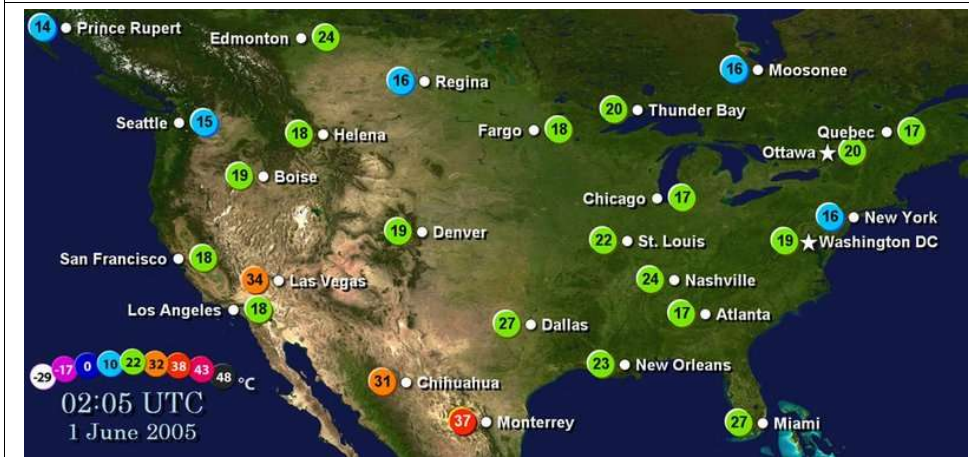 14 Prince Rupert
Edmonton 24
16 Regina
16 Moosonee
20 Thunder Bay
Seattle 15
18 Helena
Fargo 18
Quebec 17
Ottawa 20
19 Boise
Chicago 17
16 New York
19 Denver
22 St. Louis
19 Washington DC
San Francisco 18
34 Las Vegas
24 Nashville
Los Angeles 18
17 Atlanta
27 Dallas
23 New Orleans
-29 -17 0 10 22 32 38 43 48 °C
31 Chihuahua
02:05 UTC
37 Monterrey
27 Miami
1 June 2005